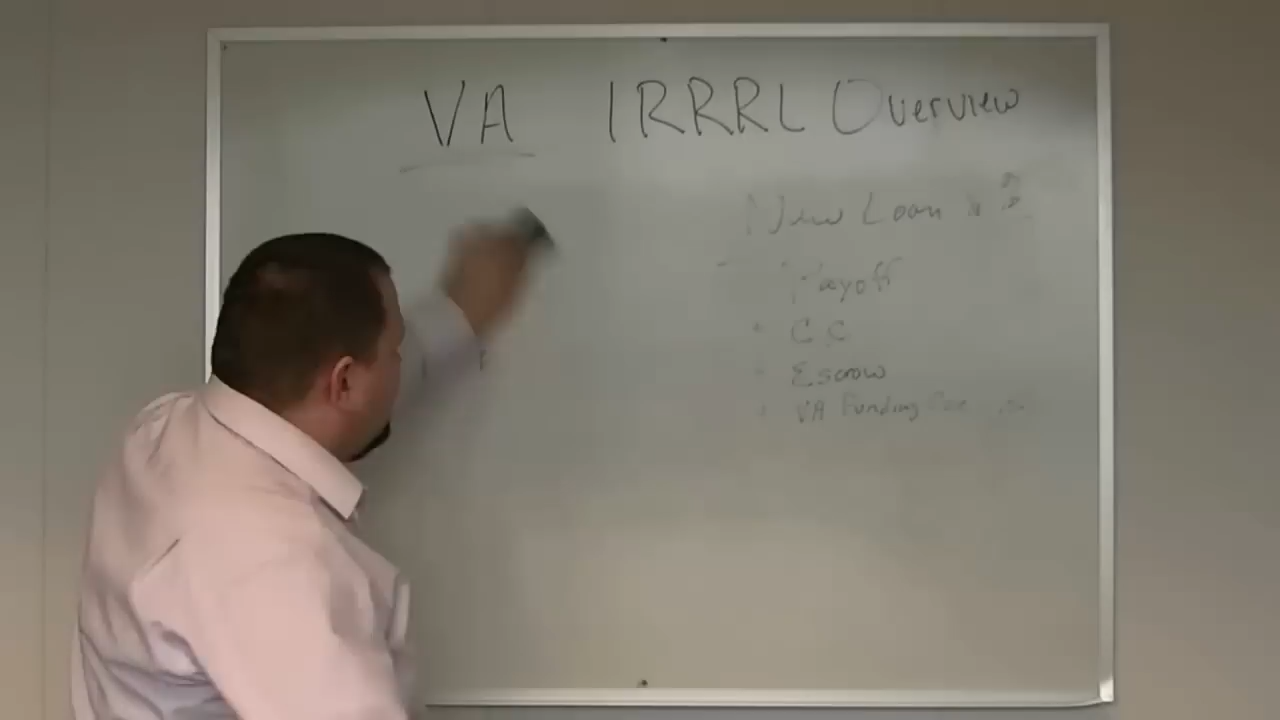 VA IRRRL Overview
New Loan
Payoff
CC
Escrow
VA Funding Fee